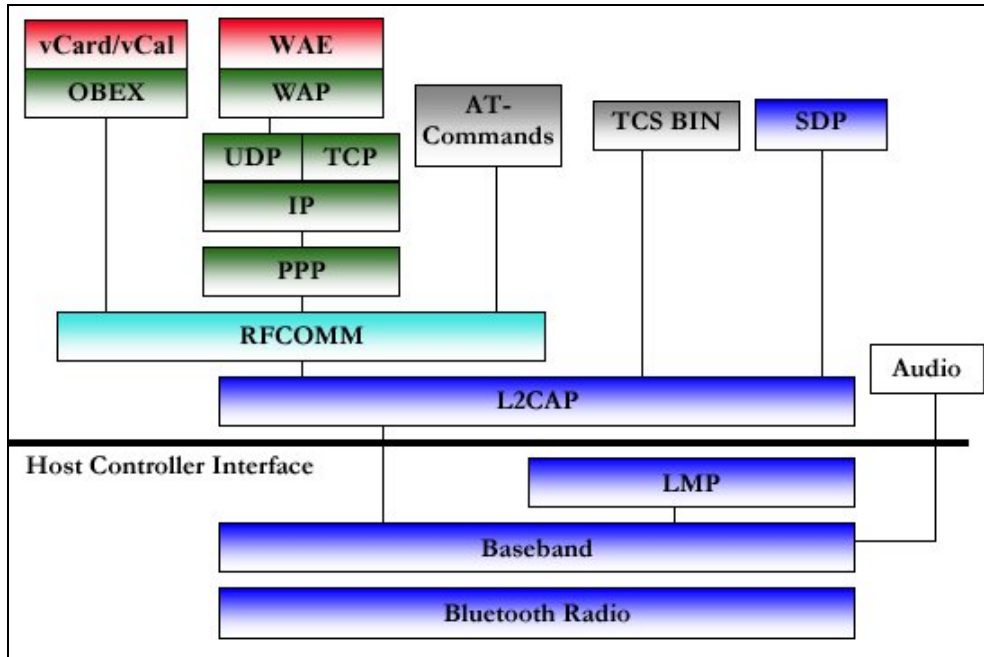 vCard/vCal
OBEX
WAE
WAP
UDP
TCP
IP
PPP
AT-
Commands
TCS BIN
SDP
RFCOMM
Audio
L2CAP
Host Controller Interface
LMP
Baseband
Bluetooth Radio